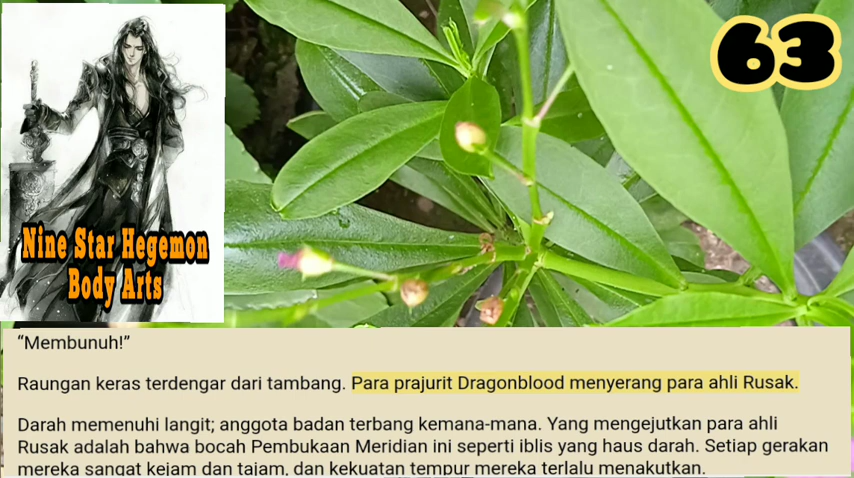 63
Nine Star Hegemon
Body Arts
“Membunuh!”
Raungan keras terdengar dari tambang. Para prajurit Dragonblood menyerang para ahli Rusak.
Darah memenuhi langit; anggota badan terbang kemana-mana. Yang mengejutkan para ahli
Rusak adalah bahwa bocah Pembukaan Meridian ini seperti iblis yang haus darah. Setiap gerakan
mereka sangat kejam dan tajam, dan kekuatan tempur mereka terlalu menakutkan.